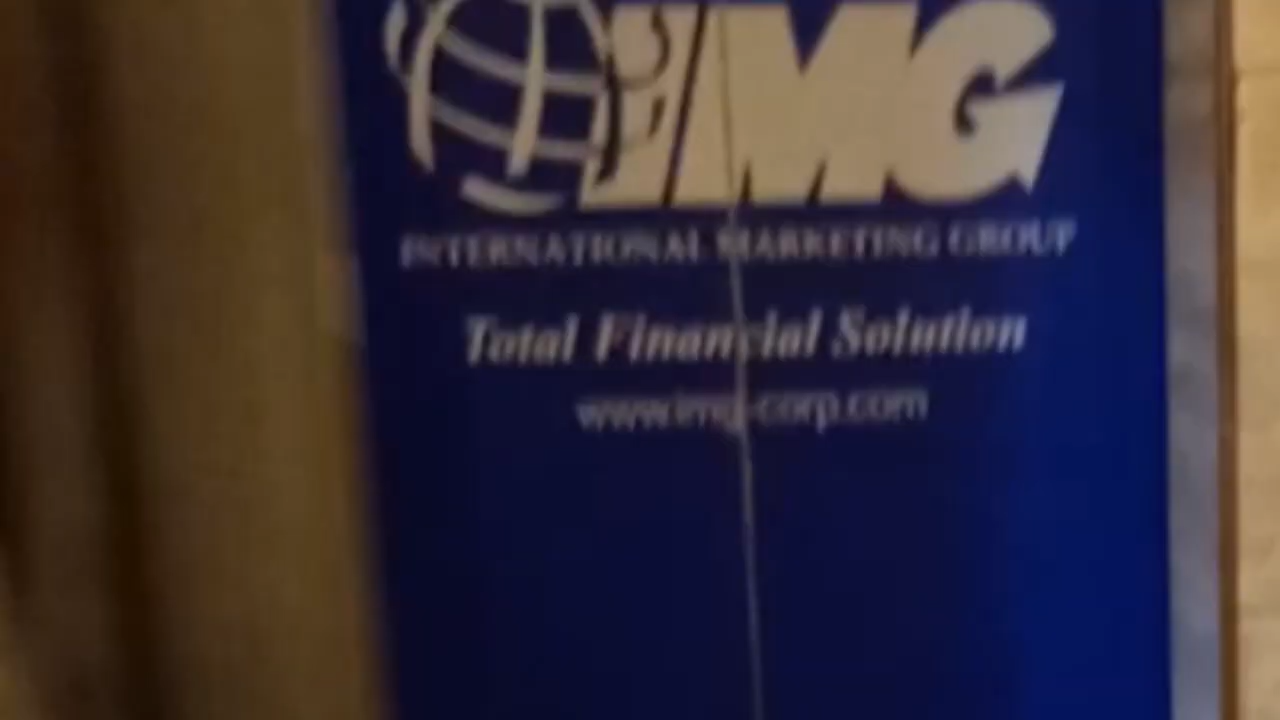 IMG
INTERNATIONAL MARKETING GROUP
Total Financial Solution
www.img-corp.com